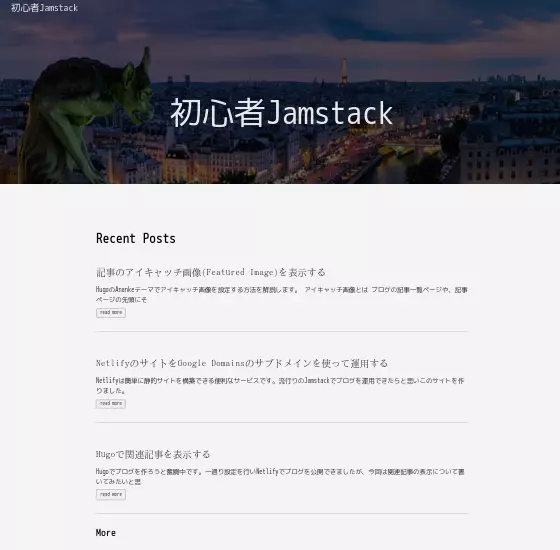 初心者Jamstack
初心者Jamstack
Recent Posts
記事のアイキャッチ画像(Featured Image)を表示する
HugoのAnankeテーマでアイキャッチ画像を設定する方法を解説します。 アイキャッチ画像とは ブログの記事一覧ページや、記事
ページの先頭にそ
read more
NetlifyのサイトをGoogle Domainsのサブドメインを使って運用する
Netlifyは簡単に静的サイトを構築できる便利なサービスです。流行りのJamstackでブログを運用できたらと思いこのサイトを作
りました。
read more
Hugoで関連記事を表示する
Hugoでブログを作ろうと奮闘中です。一通り設定を行いNetlifyでブログを公開できましたが、今回は関連記事の表示について書
いてみたいと思
read more
More